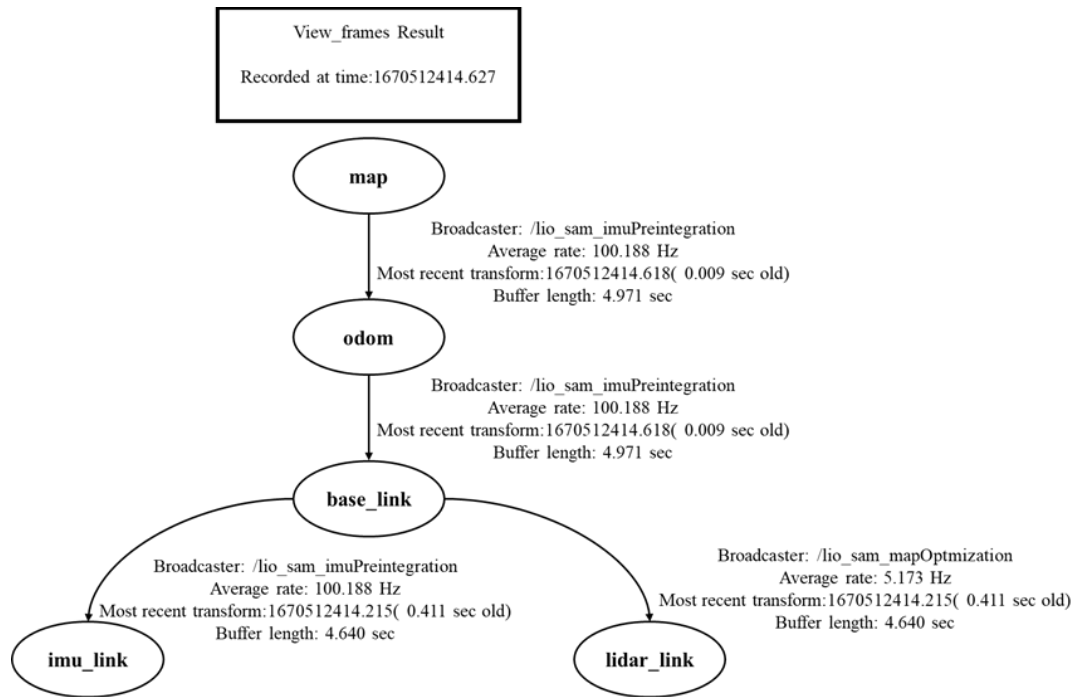 View_frames Result
Recorded at time:1670512414.627
map
Broadcaster: /lio_sam_imuPreintegration
Average rate: 100.188 Hz
Most recent transform:1670512414.618( 0.009 sec old)
Buffer length: 4.971 sec
odom
Broadcaster: /lio_sam_imuPreintegration
Average rate: 100.188 Hz
Most recent transform:1670512414.618( 0.009 sec old)
Buffer length: 4.971 sec
base_link
Broadcaster: /lio_sam_imuPreintegration
Average rate: 100.188 Hz
Most recent transform:1670512414.215( 0.411 sec old)
Buffer length: 4.640 sec
Broadcaster: /lio_sam_mapOptmization
Average rate: 5.173 Hz
Most recent transform:1670512414.215( 0.411 sec old)
Buffer length: 4.640 sec
imu_link
lidar_link